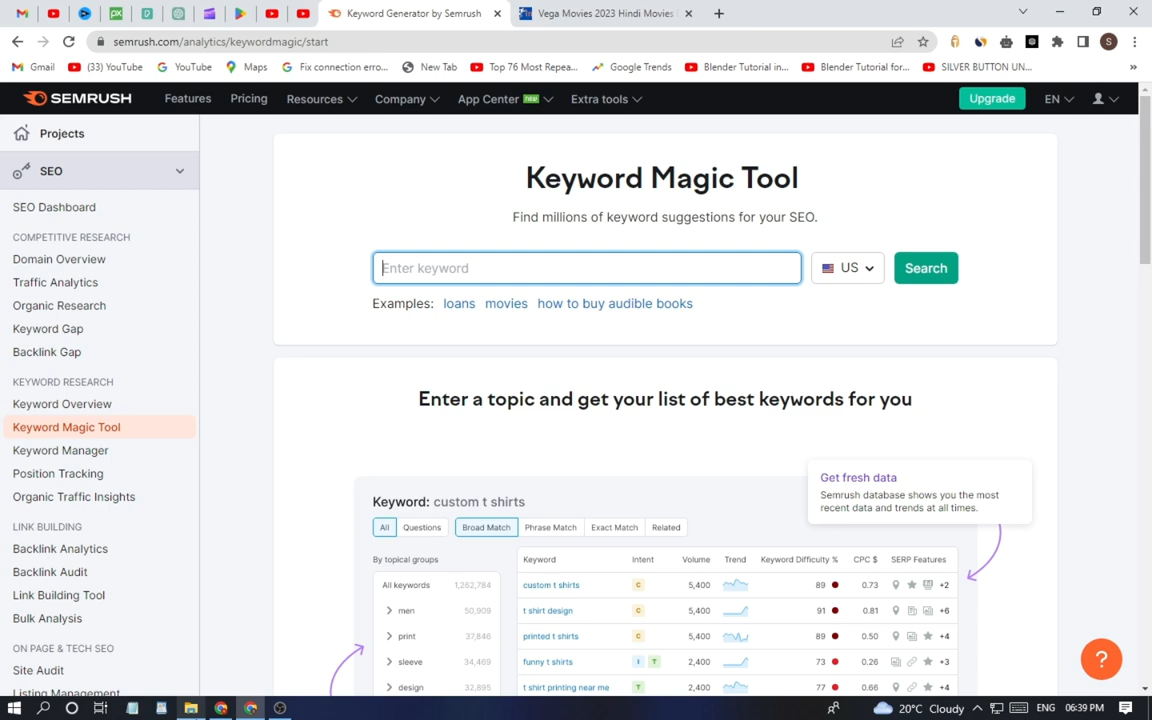 Keyword Generator by Semrush
Vega Movies 2023 Hindi Movies
semrush.com/analytics/keywordmagic/start
S
Gmail
(33) YouTube
YouTube
Maps
Fix connection erro...
New Tab
Top 76 Most Repea...
Google Trends
Blender Tutorial in...
Blender Tutorial for...
SILVER BUTTON UN...
SEMRUSH
Features
Pricing
Resources
Company
App Center NEW
Extra tools
Upgrade
EN
Projects
SEO
SEO Dashboard
COMPETITIVE RESEARCH
Domain Overview
Traffic Analytics
Organic Research
Keyword Gap
Backlink Gap
KEYWORD RESEARCH
Keyword Overview
Keyword Magic Tool
Keyword Manager
Position Tracking
Organic Traffic Insights
LINK BUILDING
Backlink Analytics
Backlink Audit
Link Building Tool
Bulk Analysis
ON PAGE & TECH SEO
Site Audit
Listing Management
Keyword Magic Tool
Find millions of keyword suggestions for your SEO.
Enter keyword
US
Search
Examples: loans movies how to buy audible books
Enter a topic and get your list of best keywords for you
Get fresh data
Semrush database shows you the most
recent data and trends at all times.
Keyword: custom t shirts
All Questions Broad Match Phrase Match Exact Match Related
By topical groups
All keywords 1,262,784
men 50,909
print 37,846
sleeve 34,469
design 32,895
Keyword Intent Volume Trend Keyword Difficulty % CPC $ SERP Features
custom t shirts C 5,400 89 0.73 +2
t shirt design C 5,400 91 0.81 +6
printed t shirts C 5,400 89 0.50 +4
funny t shirts I T 2,400 73 0.26 +3
t shirt printing near me T 2,400 77 0.66 +4
?
20°C Cloudy
ENG
06:39 PM